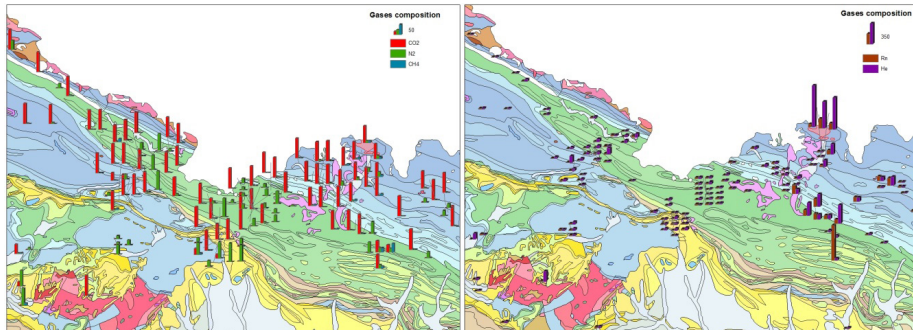 Gases composition
50
CO2
N2
CH4
Gases composition
350
Re
He